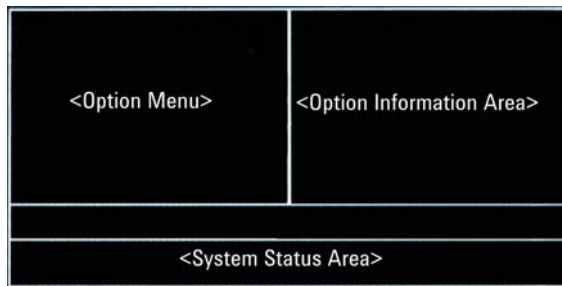 <Option Menu>
<Option Information Area>
<System Status Area>